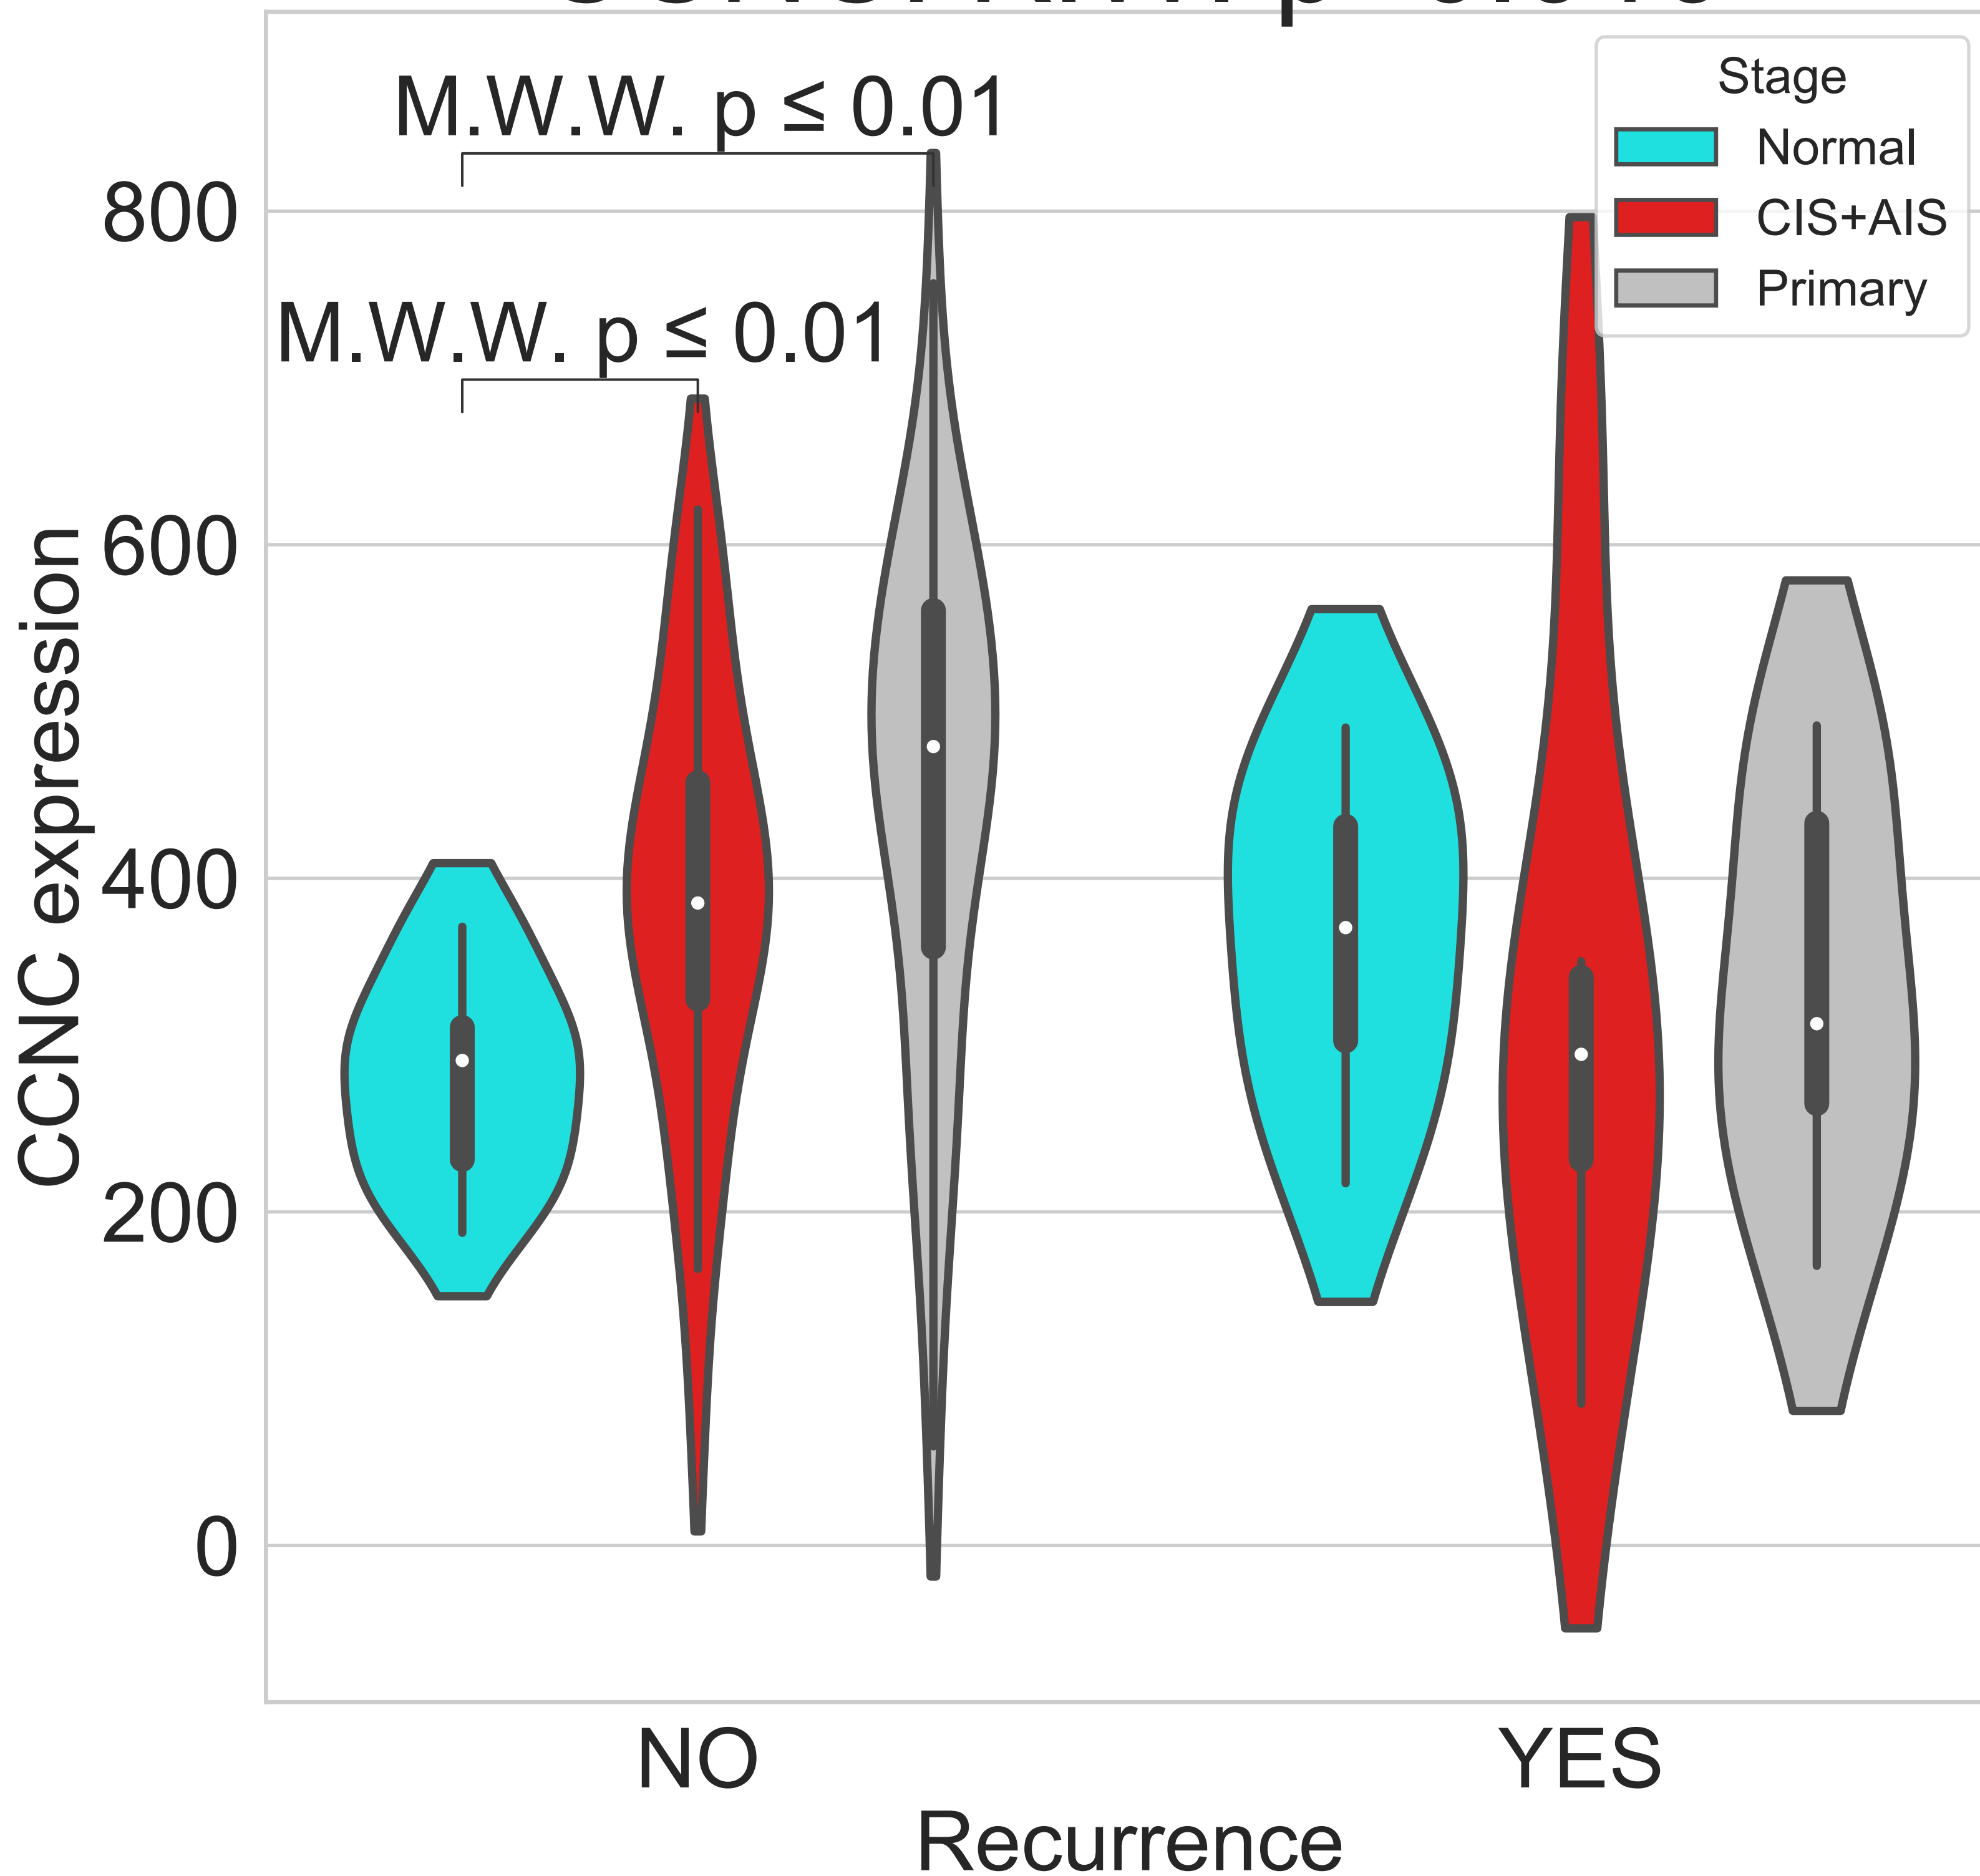 M.W.W. p ≤ 0.01
M.W.W. p ≤ 0.01
Stage
Normal
CIS+AIS
Primary
CCNC expression
800
600
400
200
0
NO
YES
Recurrence